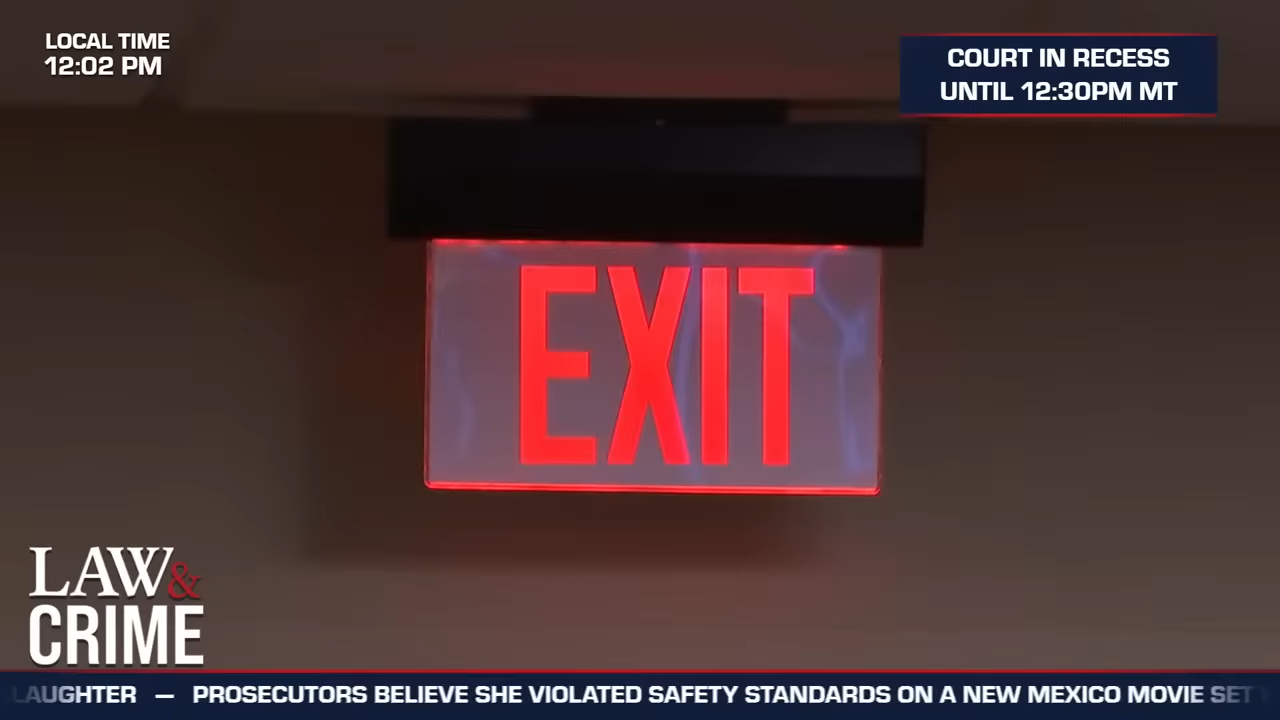 LOCAL TIME
12:02 PM
COURT IN RECESS
UNTIL 12:30PM MT
EXIT
LAW&
CRIME
LAUGHTER — PROSECUTORS BELIEVE SHE VIOLATED SAFETY STANDARDS ON A NEW MEXICO MOVIE SET